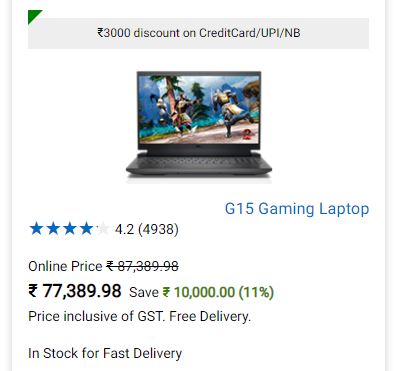 ₹3000 discount on CreditCard/UPI/NB
G15 Gaming Laptop
4.2 (4938)
Online Price ₹ 87,389.98
₹ 77,389.98 Save ₹ 10,000.00 (11%)
Price inclusive of GST. Free Delivery.
In Stock for Fast Delivery